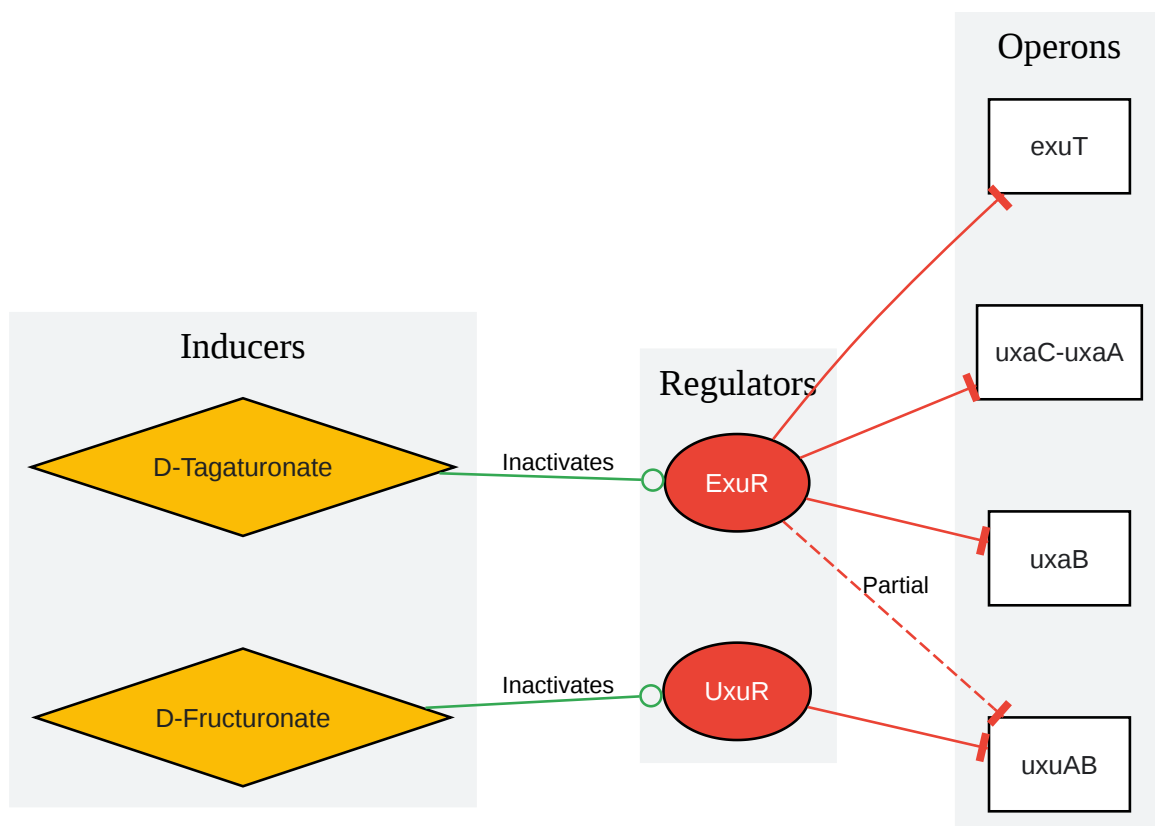 Operons
exuT
Inducers
uxaC-uxaA
Regulators
D-Tagaturonate
Inactivates
ExuR
uxaB
Partial
D-Fructuronate
Inactivates
UxuR
uxuAB